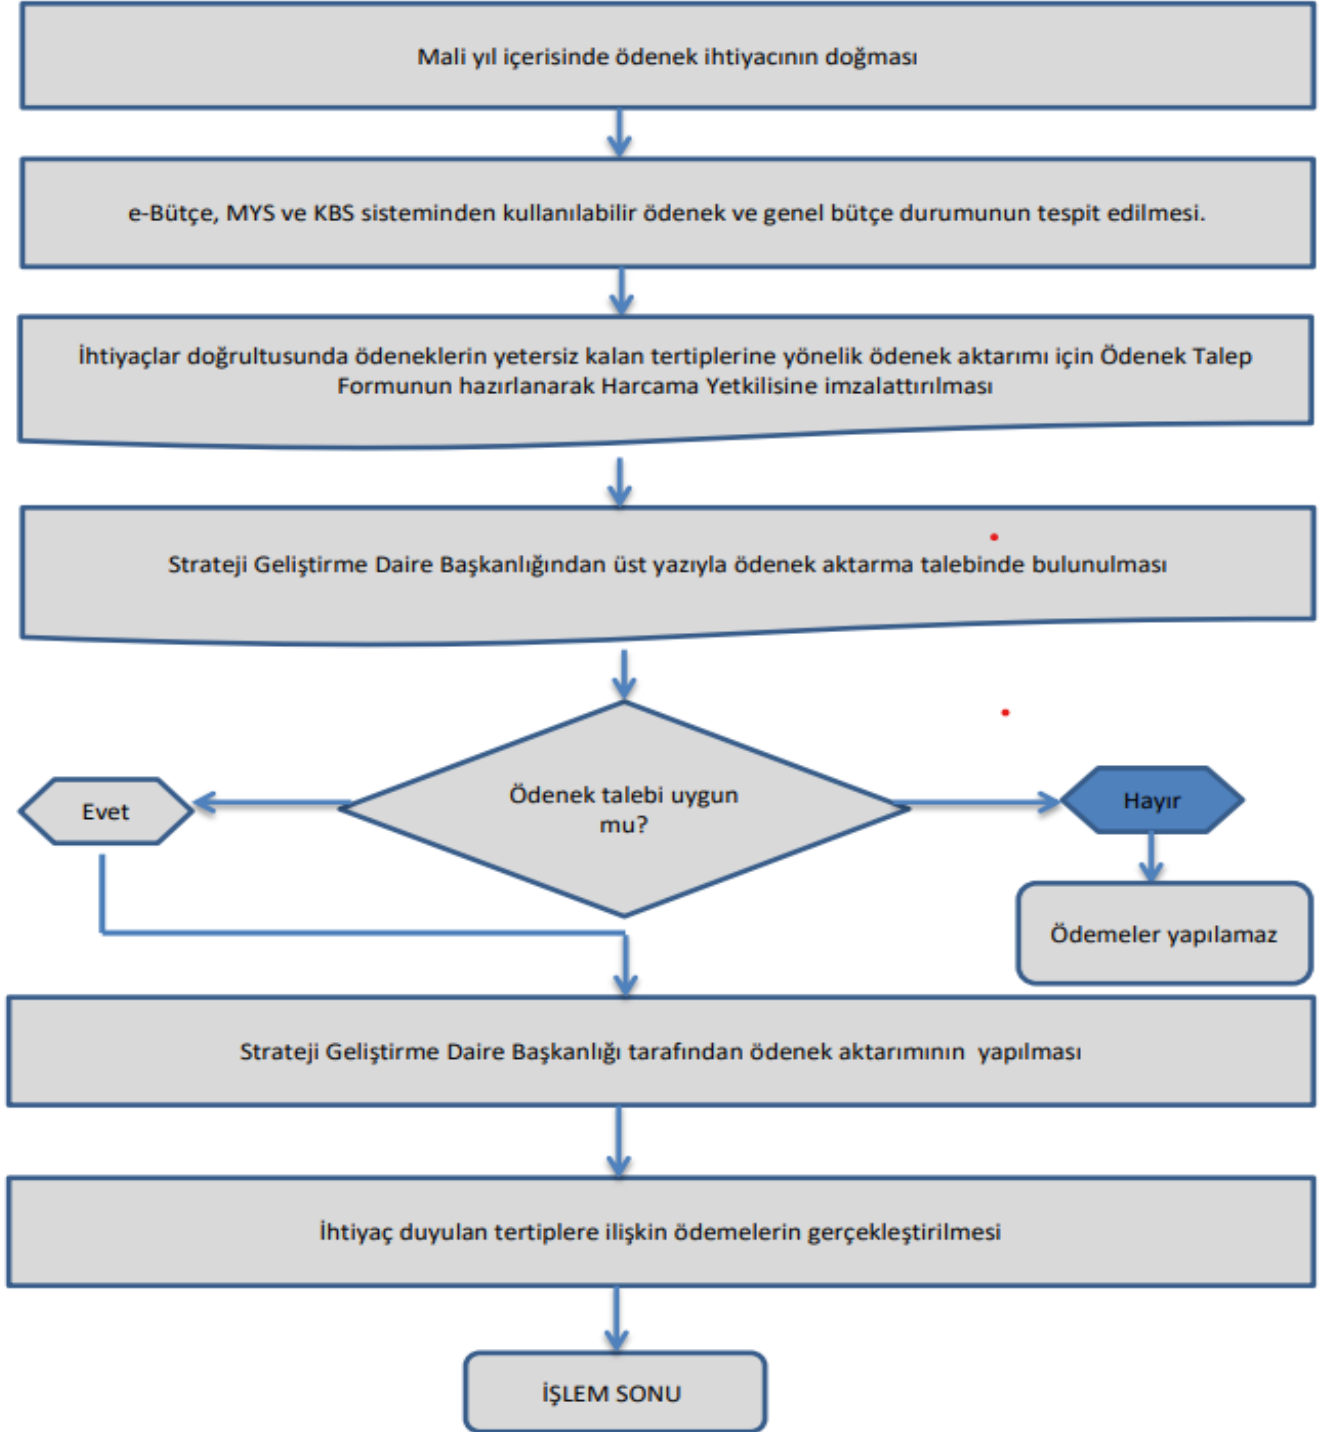 Mali yıl içerisinde ödenek ihtiyacının doğması
e-Bütçe, MYS ve KBS sisteminden kullanılabilir ödenek ve genel bütçe durumunun tespit edilmesi.
İhtiyaçlar doğrultusunda ödeneklerin yetersiz kalan tertiplerine yönelik ödenek aktarımı için Ödenek Talep
Formunun hazırlanarak Harcama Yetkilisine imzalattırılması
Strateji Geliştirme Daire Başkanlığından üst yazıyla ödenek aktarma talebinde bulunulması
Ödenek talebi uygun
mu?
Evet
Hayır
Ödemeler yapılamaz
Strateji Geliştirme Daire Başkanlığı tarafından ödenek aktarımının  yapılması
İhtiyaç duyulan tertiplere ilişkin ödemelerin gerçekleştirilmesi
İŞLEM SONU